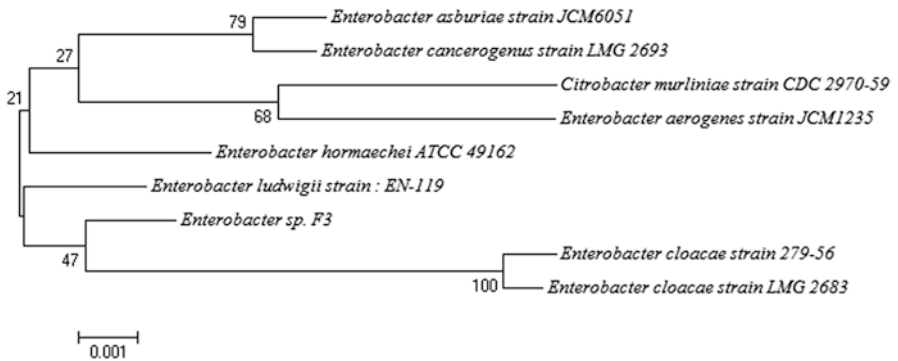 79
Enterobacter asburiae strain JCM6051
27
Enterobacter cancerogenus strain LMG 2693
21
Citrobacter murliniae strain CDC 2970-59
68
Enterobacter aerogenes strain JCM1235
Enterobacter hormaechei ATCC 49162
Enterobacter ludwigii strain : EN-119
Enterobacter sp. F3
47
Enterobacter cloacae strain 279-56
100
Enterobacter cloacae strain LMG 2683
0.001